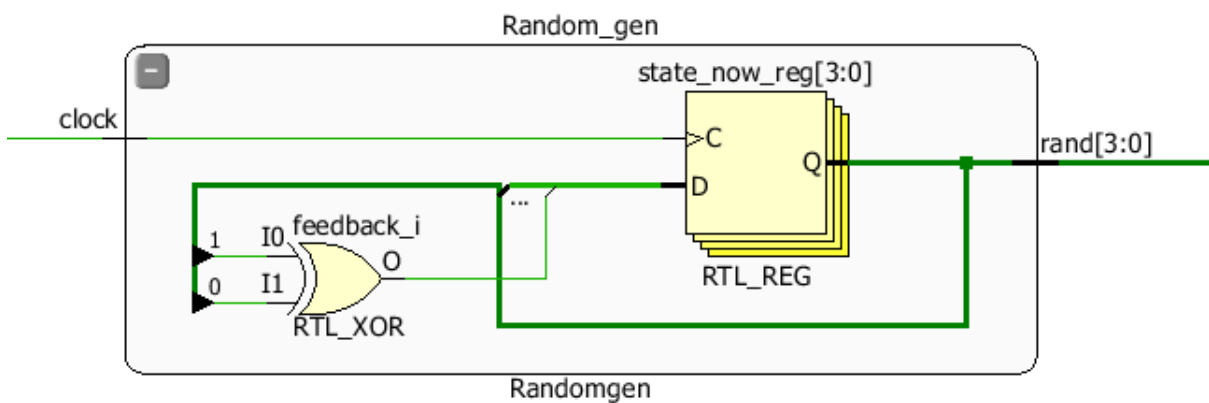 Random_gen
state_now_reg[3:0]
clock
C
rand[3:0]
Q
D
...
feedback_i
1
I0
O
0
I1
RTL_REG
RTL_XOR
Randomgen